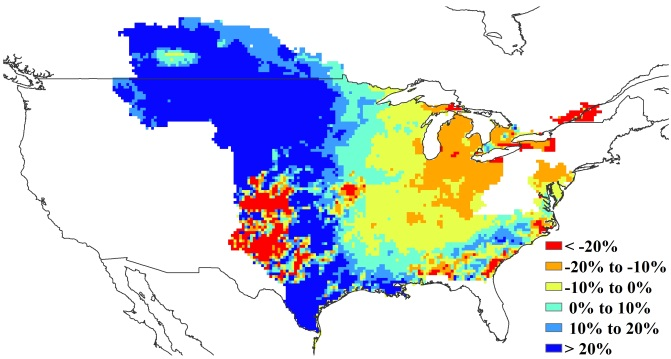 < -20%
-20% to -10%
-10% to 0%
0% to 10%
10% to 20%
> 20%